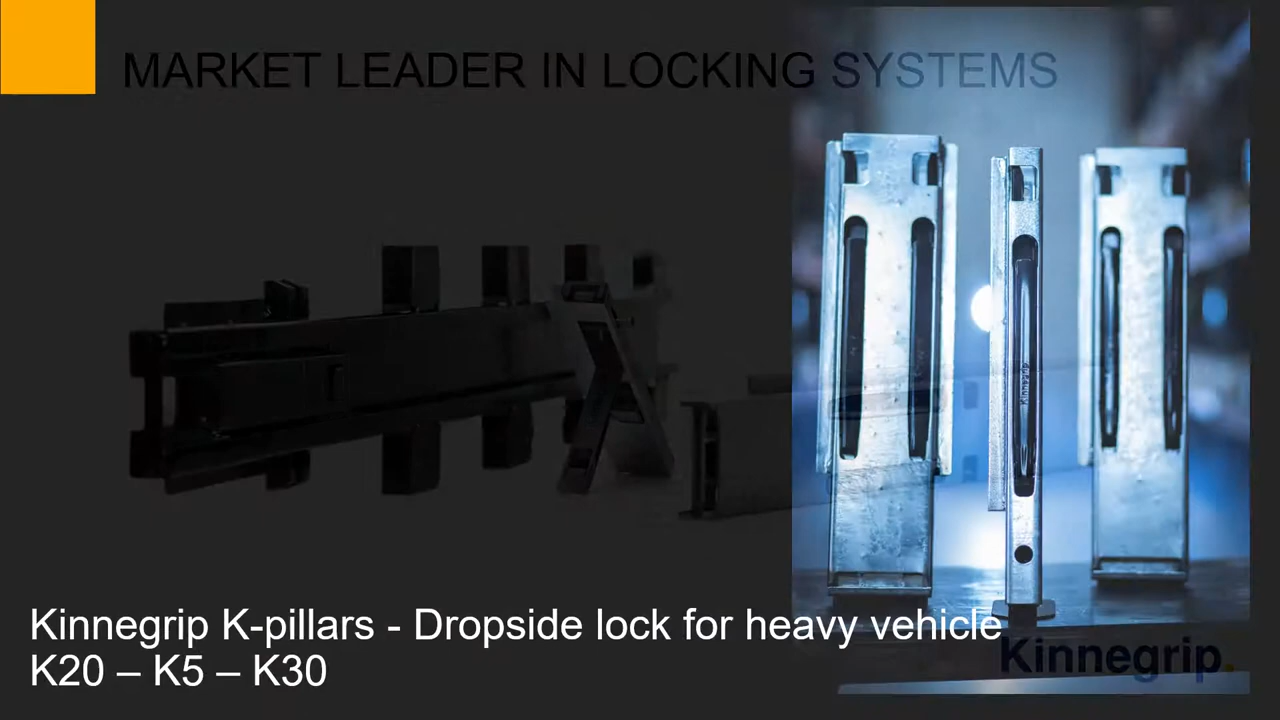 MARKET LEADER IN LOCKING SYSTEMS
Kinnegrip K-pillars - Dropside lock for heavy vehicle
K20 – K5 – K30
Kinnegrip.